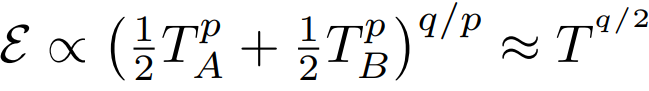 ℰ ∝ (½T_A^p + ½T_B^p)^{q/p} ≈ T^{q/2}